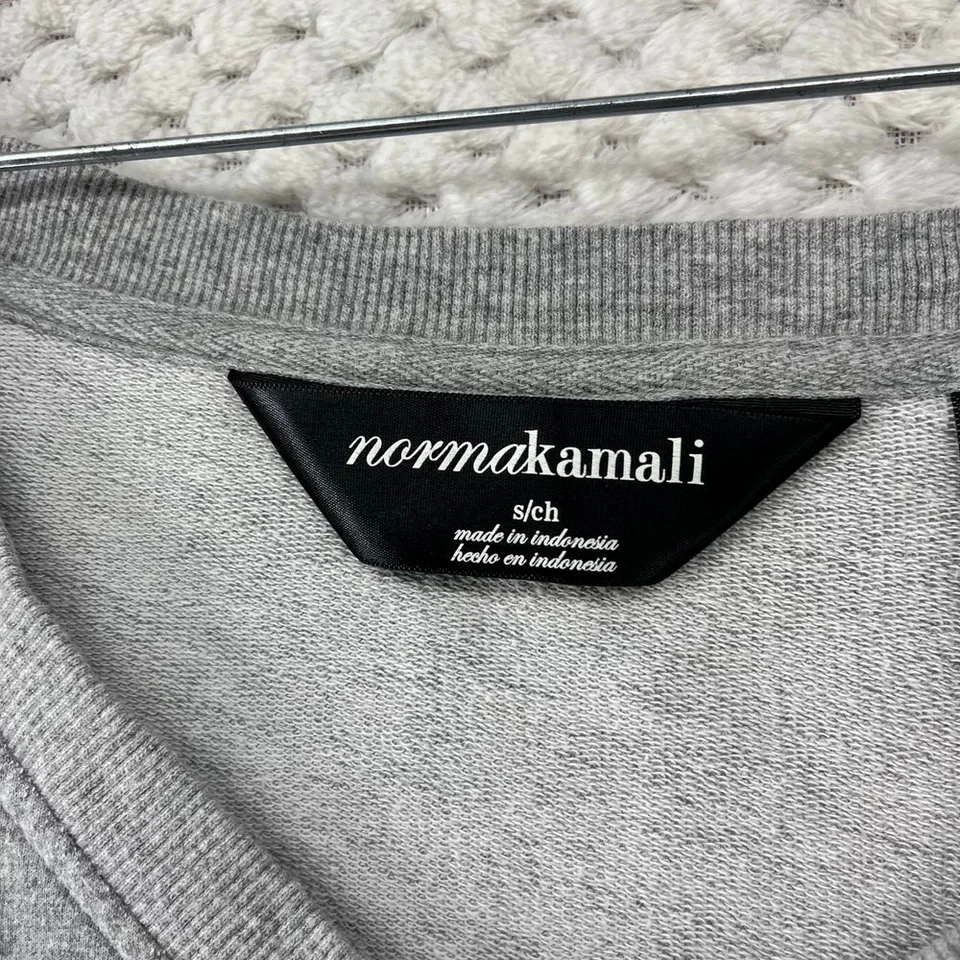 normakamali
s/ch
made in indonesia
hecho en indonesia